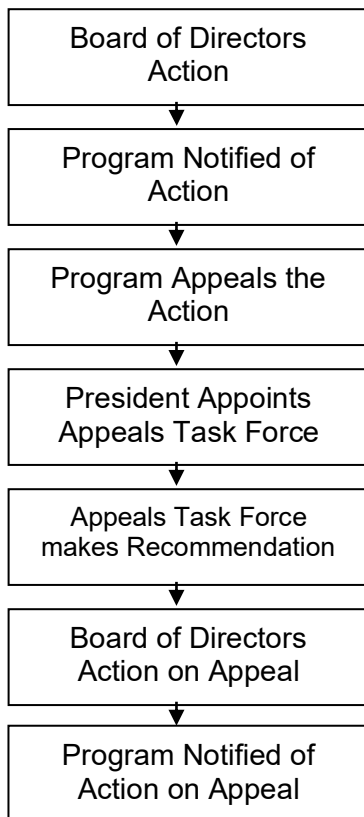 Board of Directors
Action
Program Notified of
Action
Program Appeals the
Action
President Appoints
Appeals Task Force
Appeals Task Force
makes Recommendation
Board of Directors
Action on Appeal
Program Notified of
Action on Appeal